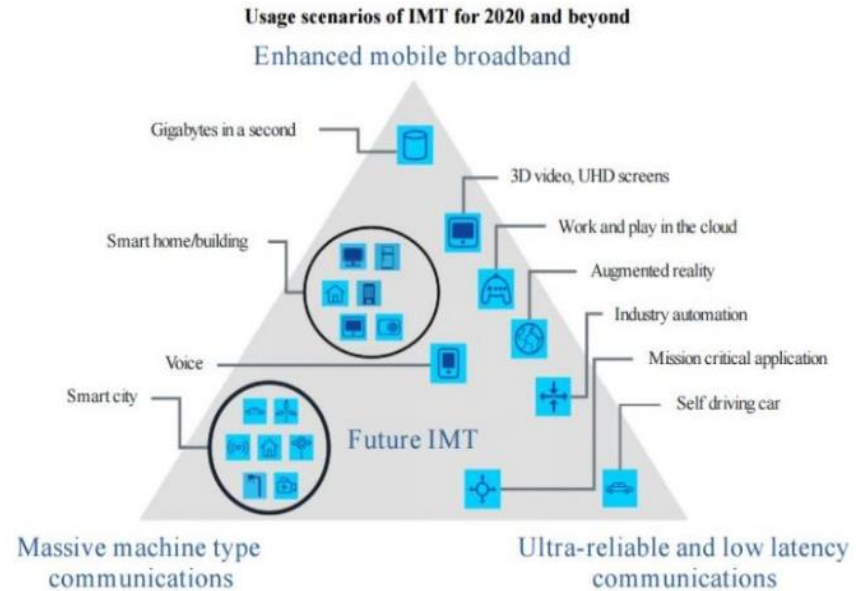 Usage scenarios of IMT for 2020 and beyond
Enhanced mobile broadband
Gigabytes in a second
3D video, UHD screens
Work and play in the cloud
Smart home/building
Augmented reality
Industry automation
Voice
Mission critical application
Smart city
Self driving car
Future IMT
Massive machine type
communications
Ultra-reliable and low latency
communications